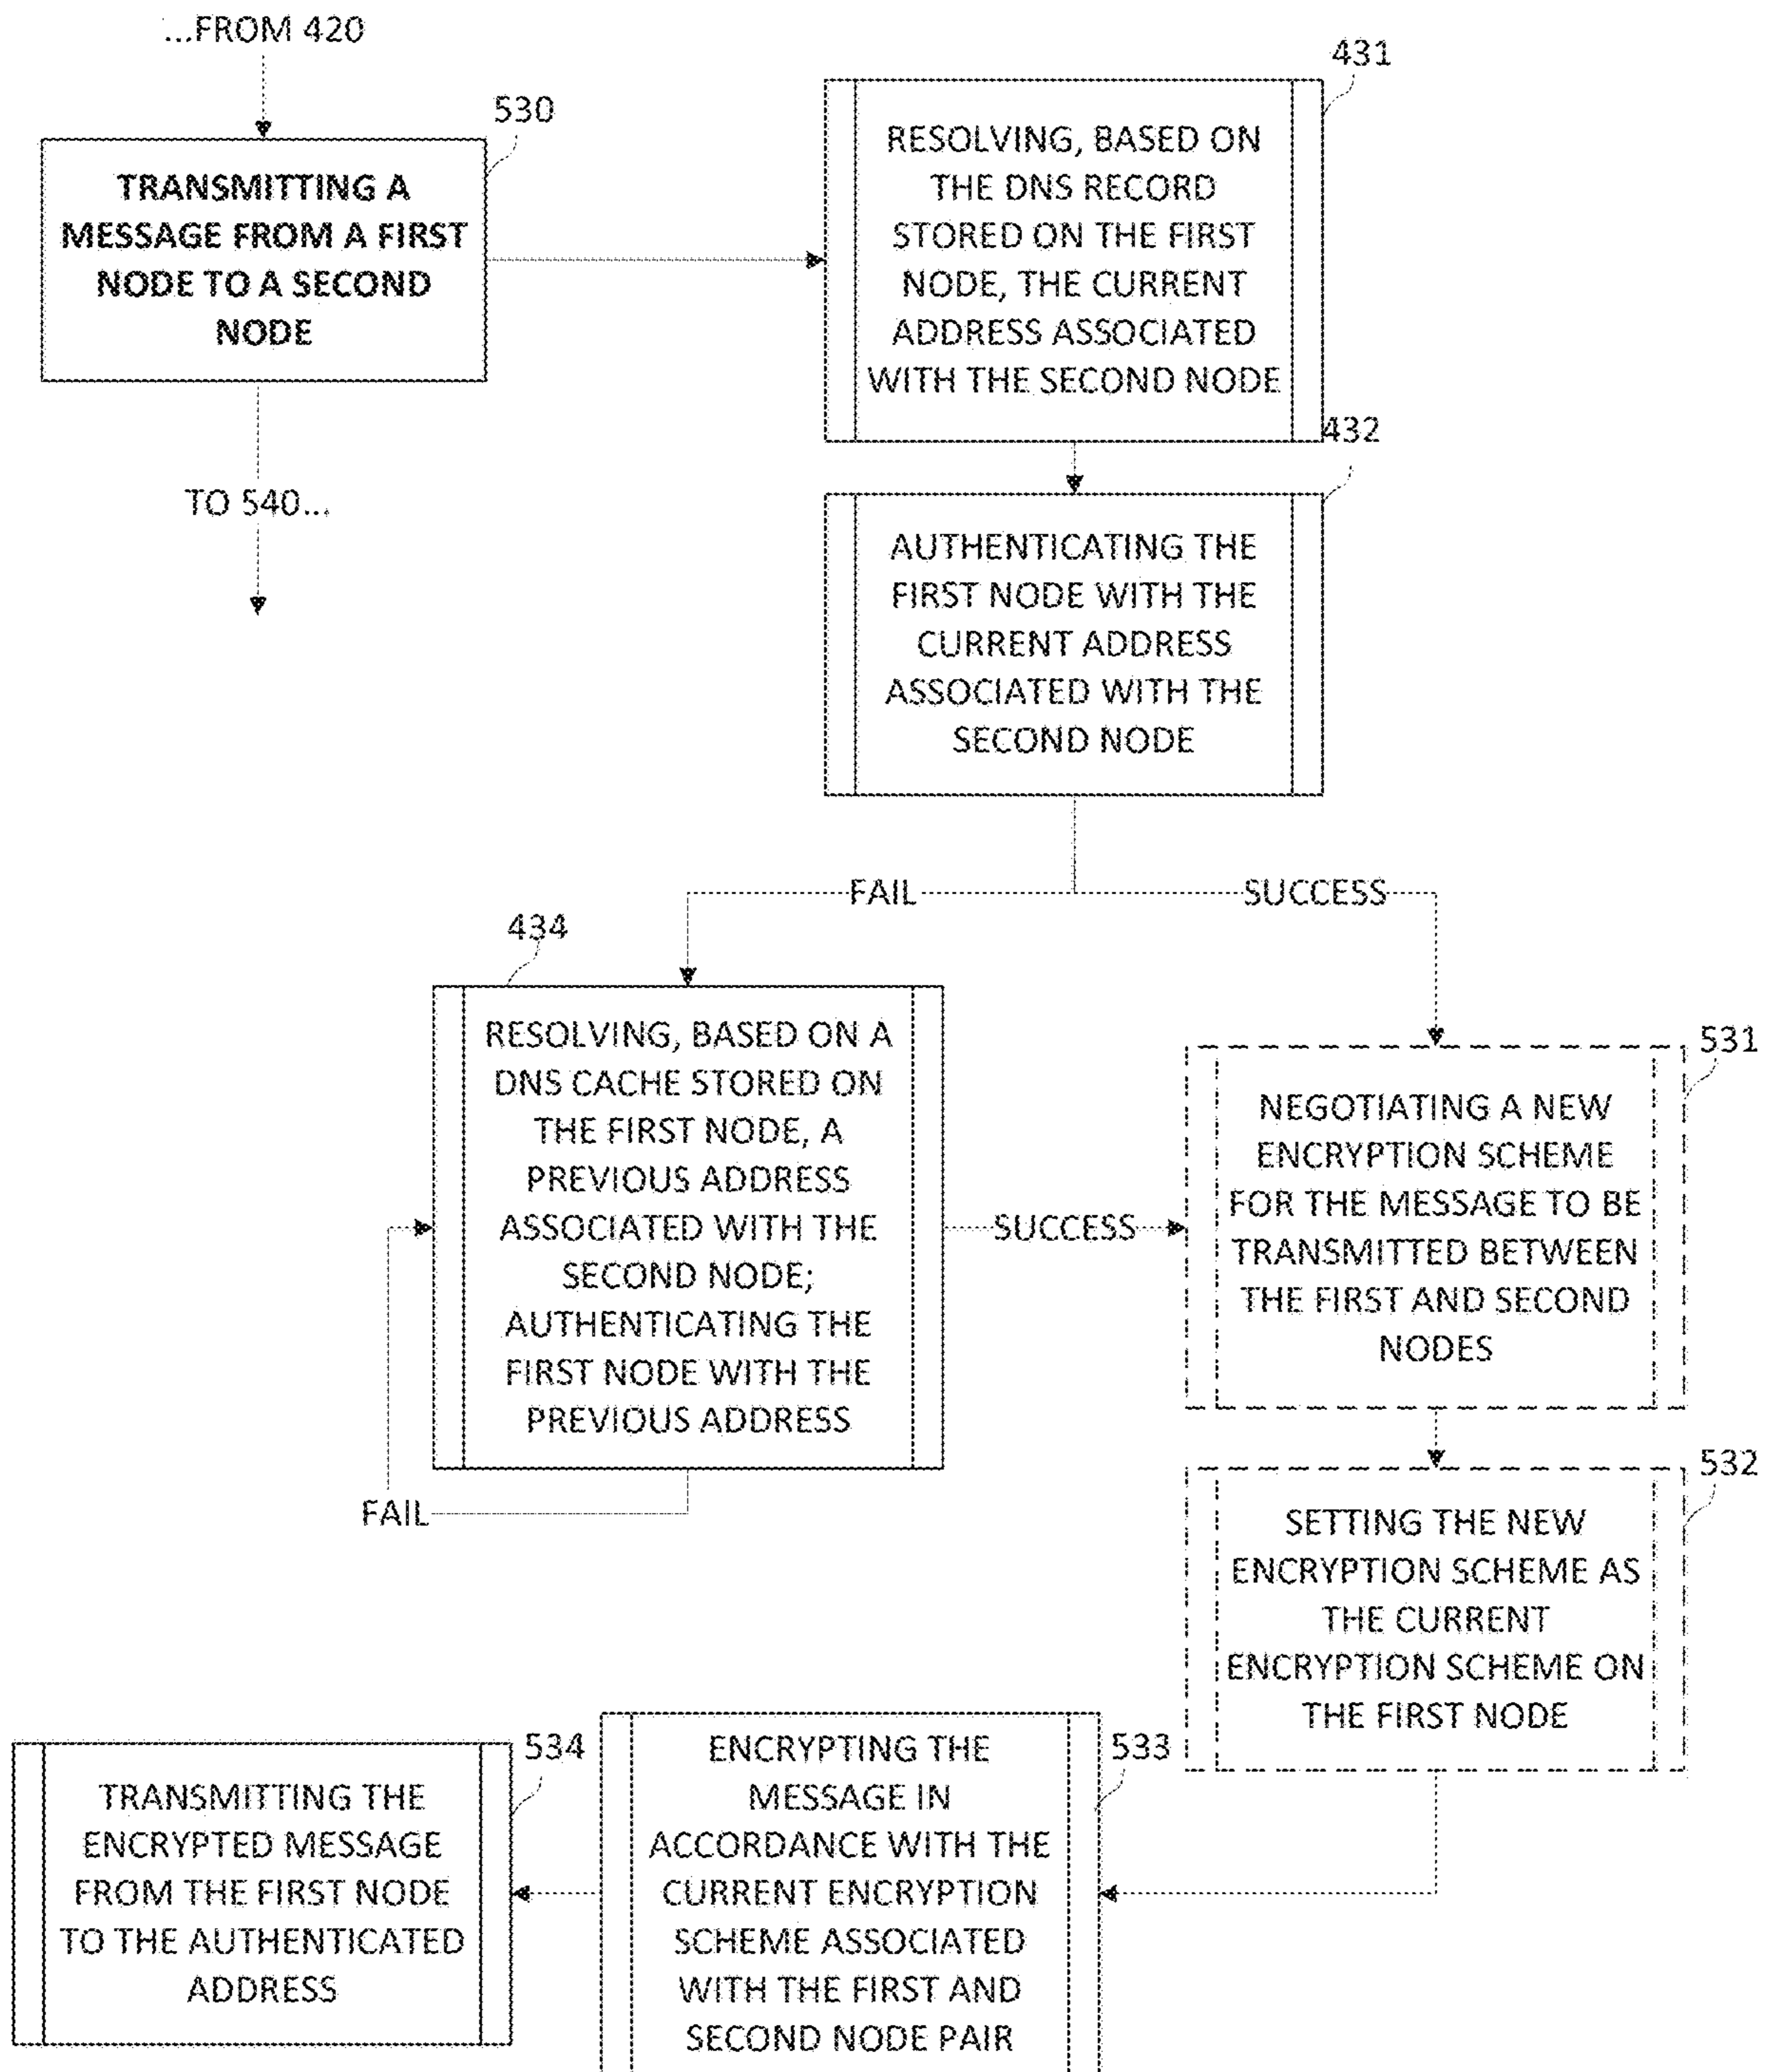 ...FROM 420
530
TRANSMITTING A
MESSAGE FROM A FIRST
NODE TO A SECOND
NODE
TO 540...
431
RESOLVING, BASED ON
THE DNS RECORD
STORED ON THE FIRST
NODE, THE CURRENT
ADDRESS ASSOCIATED
WITH THE SECOND NODE
432
AUTHENTICATING THE
FIRST NODE WITH THE
CURRENT ADDRESS
ASSOCIATED WITH THE
SECOND NODE
FAIL
SUCCESS
434
RESOLVING, BASED ON A
DNS CACHE STORED ON
THE FIRST NODE, A
PREVIOUS ADDRESS
ASSOCIATED WITH THE
SECOND NODE;
AUTHENTICATING THE
FIRST NODE WITH THE
PREVIOUS ADDRESS
FAIL
SUCCESS
531
NEGOTIATING A NEW
ENCRYPTION SCHEME
FOR THE MESSAGE TO BE
TRANSMITTED BETWEEN
THE FIRST AND SECOND
NODES
532
SETTING THE NEW
ENCRYPTION SCHEME AS
THE CURRENT
ENCRYPTION SCHEME ON
THE FIRST NODE
533
ENCRYPTING THE
MESSAGE IN
ACCORDANCE WITH THE
CURRENT ENCRYPTION
SCHEME ASSOCIATED
WITH THE FIRST AND
SECOND NODE PAIR
534
TRANSMITTING THE
ENCRYPTED MESSAGE
FROM THE FIRST NODE
TO THE AUTHENTICATED
ADDRESS